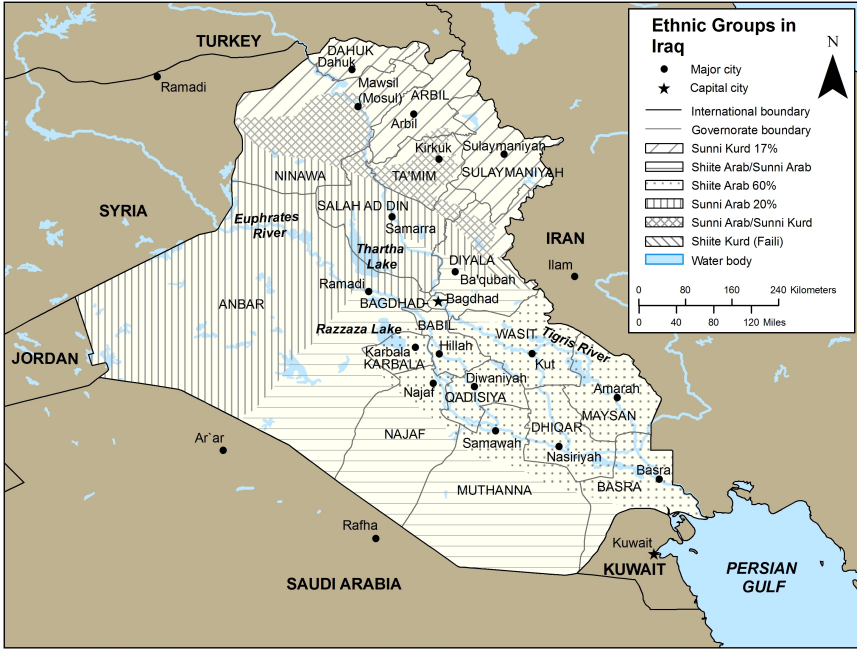 Ethnic Groups in
Iraq
N
Major city
Capital city
International boundary
Governorate boundary
Sunni Kurd 17%
Shiite Arab/Sunni Arab
Shiite Arab 60%
Sunni Arab 20%
Sunni Arab/Sunni Kurd
Shiite Kurd (Faili)
Water body
0 80 160 240 Kilometers
0 40 80 120 Miles
TURKEY
Ramadi
DAHUK
Dahuk
Mawsil
(Mosul)
ARBIL
Arbil
Kirkuk
Sulaymaniyah
NINAWA
TA'MIM
SULAYMANIYAH
SYRIA
Euphrates
River
SALAH AD DIN
Samarra
IRAN
Thartha
Lake
DIYALA
Ba'qubah
Ilam
Ramadi
ANBAR
BAGDHAD
Bagdhad
Razzaza Lake
BABIL
WASIT
Tigris River
JORDAN
Karbala
KARBALA
Hillah
Kut
Najaf
Diwaniyah
QADISIYA
Amarah
MAYSAN
Ar`ar
NAJAF
Samawah
DHIQAR
Nasiriyah
Basra
BASRA
MUTHANNA
Rafha
Kuwait
KUWAIT
SAUDI ARABIA
PERSIAN
GULF